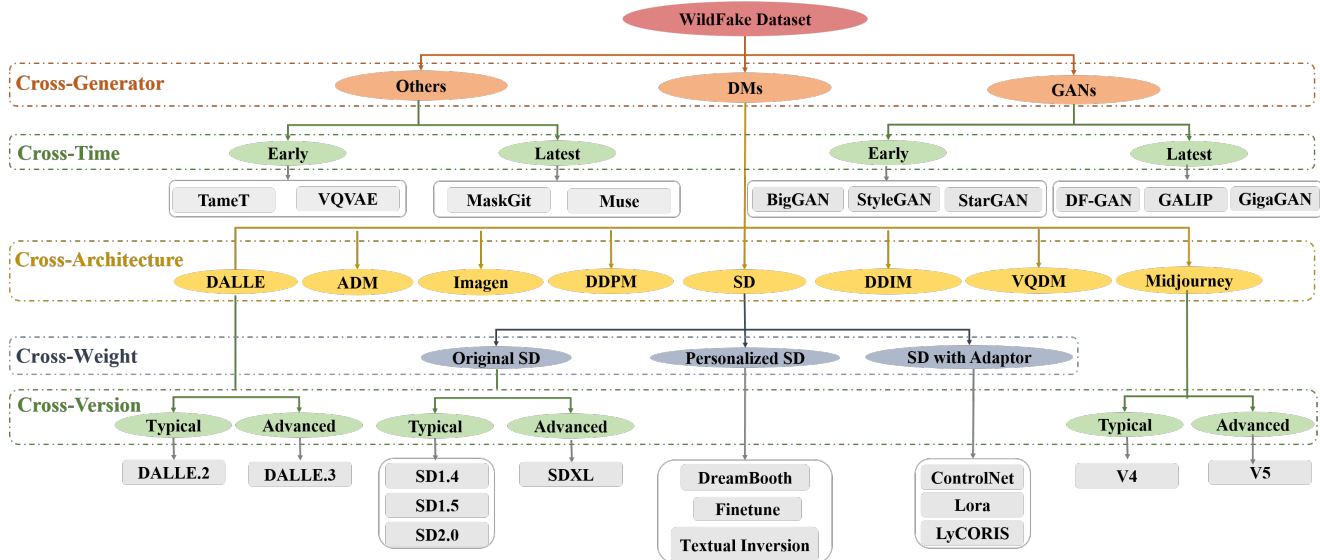 WildFake Dataset
Cross-Generator
Others
DMs
GANs
Cross-Time
Early
Latest
Early
Latest
TameT
VQVAE
MaskGit
Muse
BigGAN
StyleGAN
StarGAN
DF-GAN
GALIP
GigaGAN
Cross-Architecture
DALLE
ADM
Imagen
DDPM
SD
DDIM
VQDM
Midjourney
Cross-Weight
Original SD
Personalized SD
SD with Adaptor
Cross-Version
Typical
Advanced
Typical
Advanced
Typical
Advanced
DALLE.2
DALLE.3
SD1.4
SD1.5
SD2.0
SDXL
DreamBooth
Finetune
Textual Inversion
ControlNet
Lora
LyCORIS
V4
V5